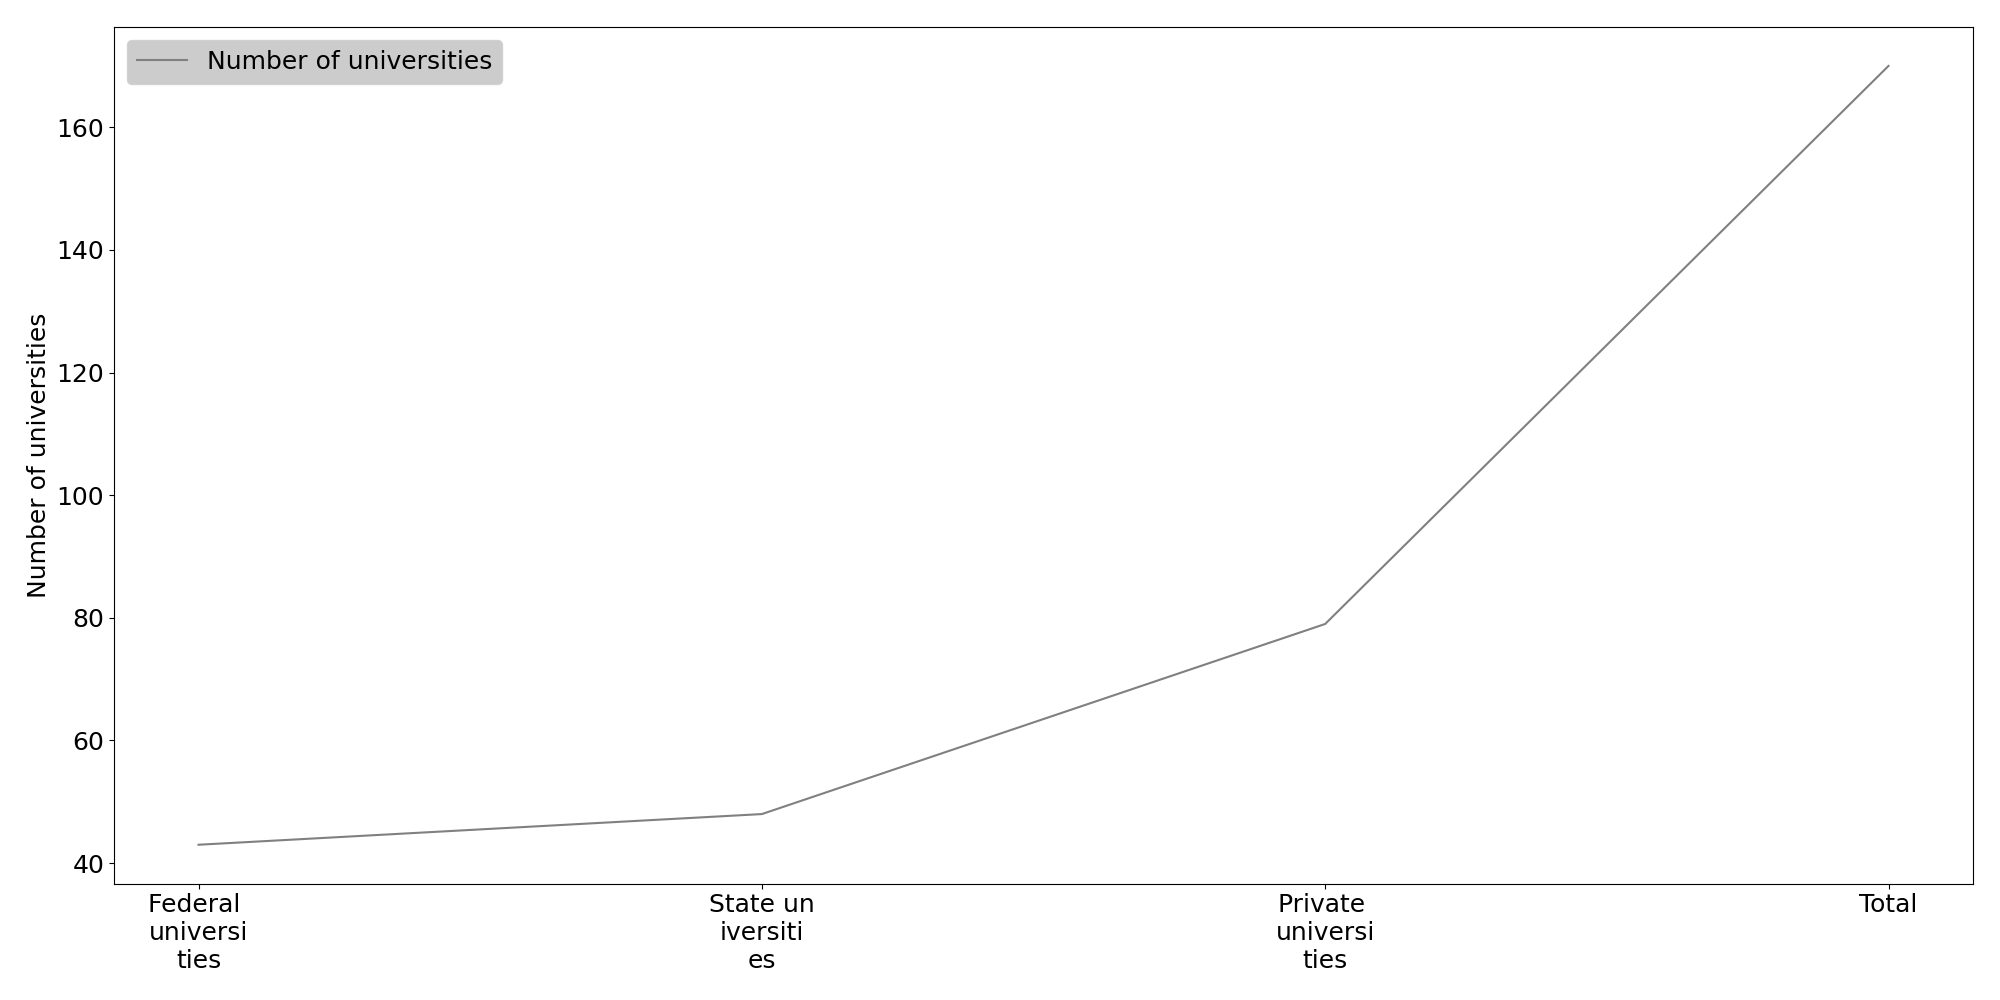 Number of universities
160
140
120
100
80
60
40
Number of universities
Federal
universi
ties
State un
iversiti
es
Private
universi
ties
Total